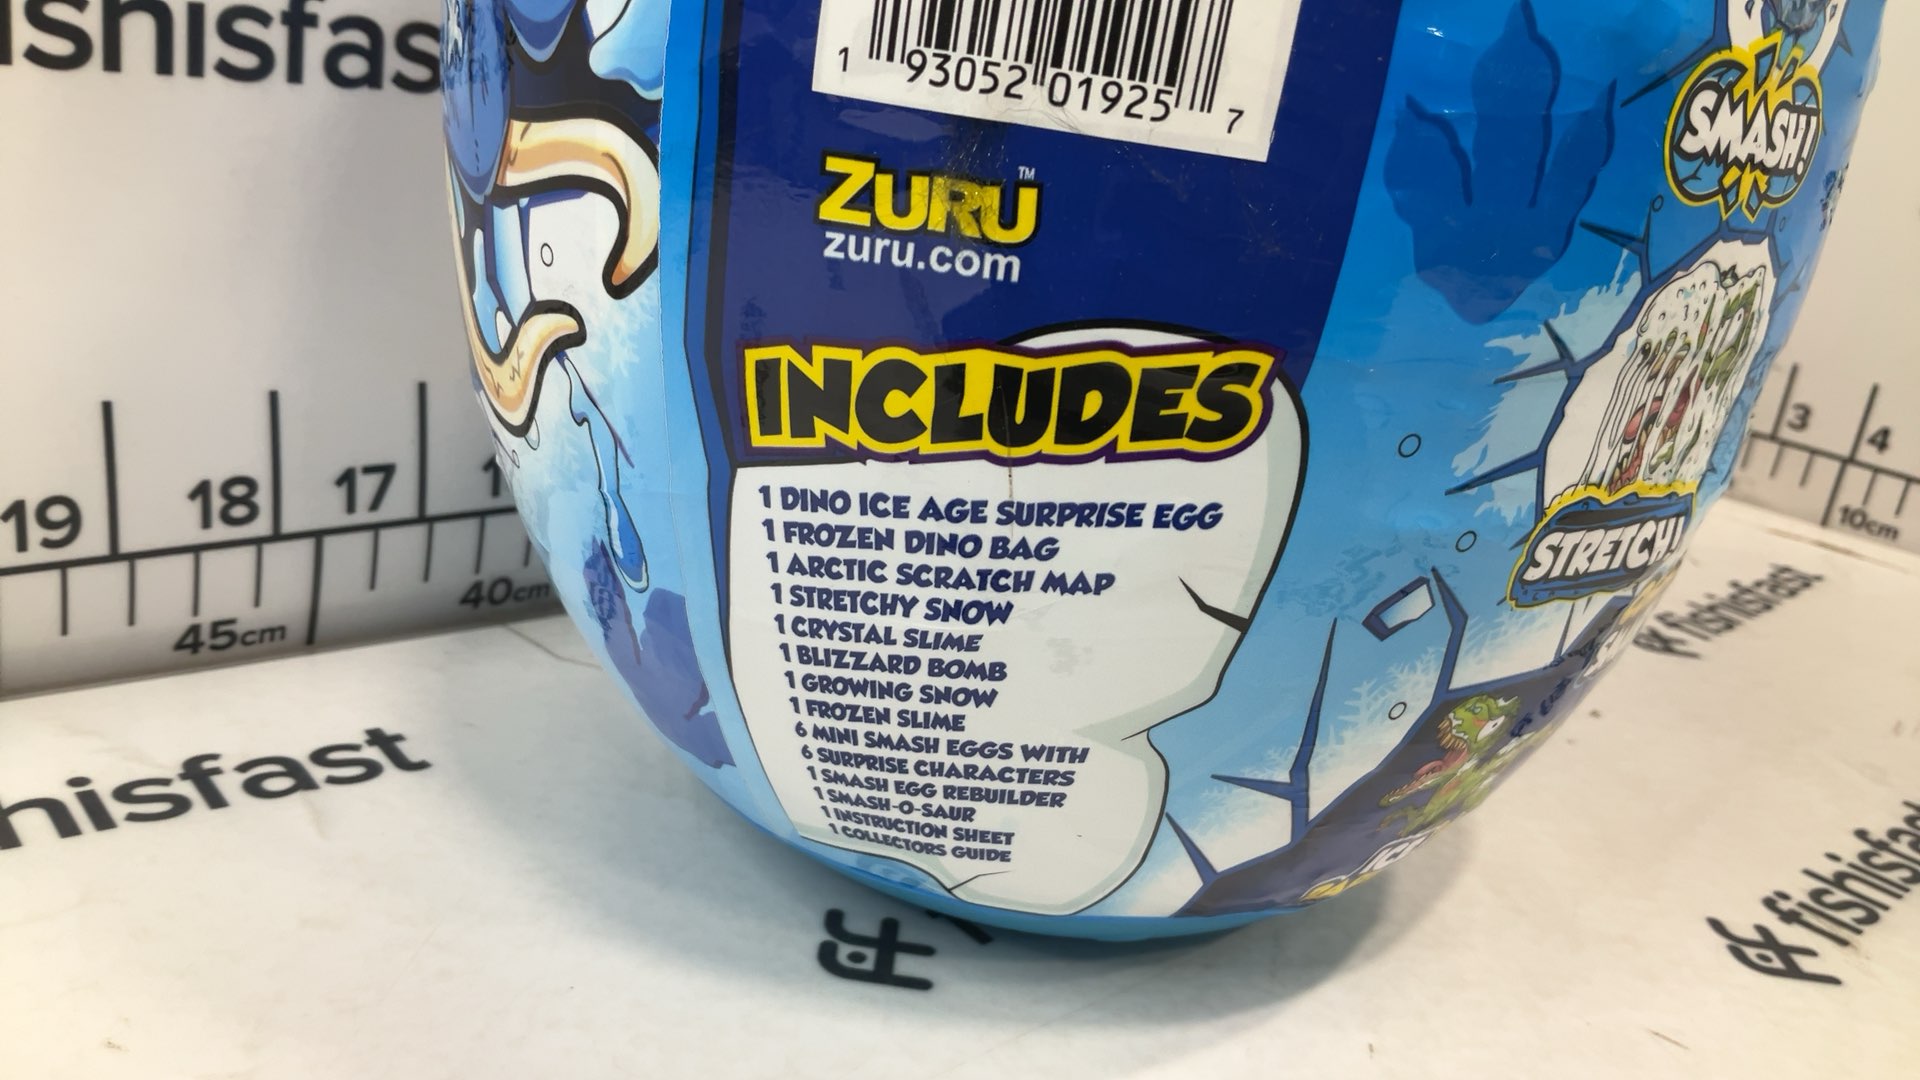 ishisfast
1 93052 01925 7
ZURU™
zuru.com
SMASH!
INCLUDES
1 DINO ICE AGE SURPRISE EGG
1 FROZEN DINO BAG
1 ARCTIC SCRATCH MAP
1 STRETCHY SNOW
1 CRYSTAL SLIME
1 BLIZZARD BOMB
1 GROWING SNOW
1 FROZEN SLIME
6 MINI SMASH EGGS WITH
6 SURPRISE CHARACTERS
1 SMASH EGG REBUILDER
1 SMASH-O-SAUR
1 INSTRUCTION SHEET
1 COLLECTORS GUIDE
STRETCH!
19 18 17
45cm 40cm
3 4
10cm
hisfast
fishisfast
fishisfast